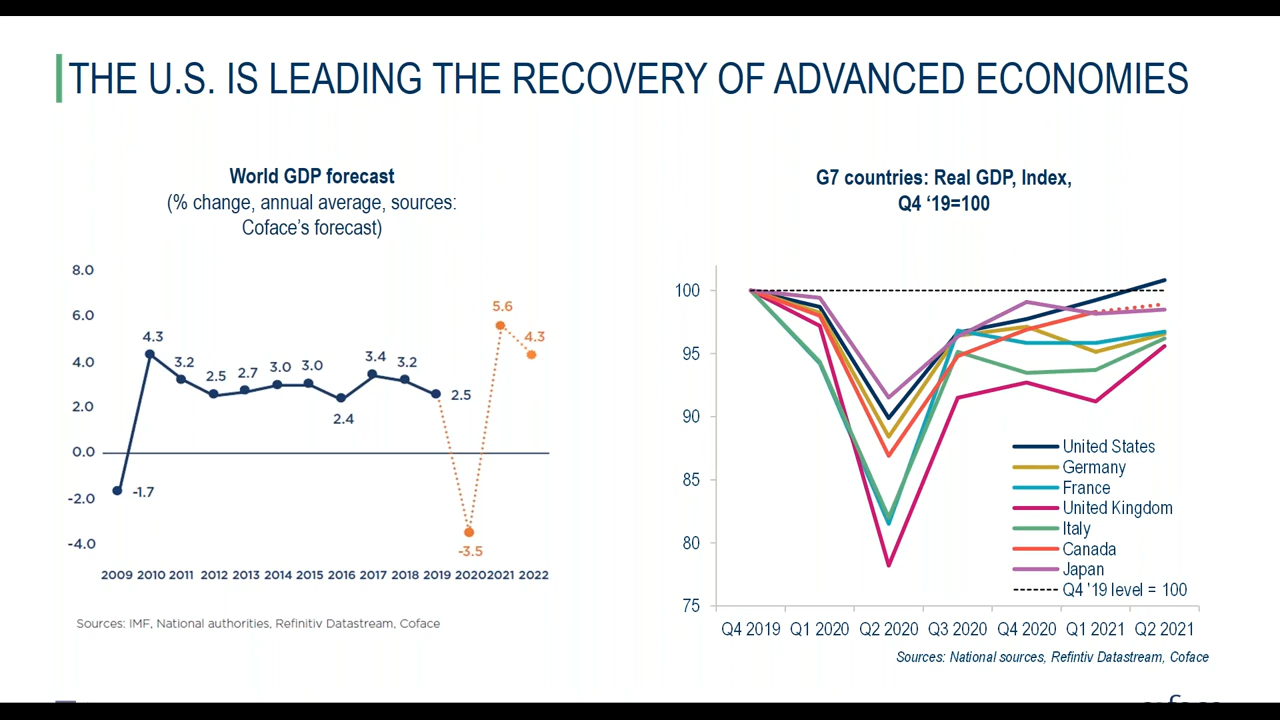 THE U.S. IS LEADING THE RECOVERY OF ADVANCED ECONOMIES
World GDP forecast
(% change, annual average, sources:
Coface's forecast)
8.0
6.0
4.0
2.0
0.0
-2.0
-4.0
-1.7
4.3
3.2
2.5
2.7
3.0
3.0
2.4
3.4
3.2
2.5
-3.5
5.6
4.3
2009 2010 2011 2012 2013 2014 2015 2016 2017 2018 2019 2020 2021 2022
Sources: IMF, National authorities, Refinitiv Datastream, Coface
G7 countries: Real GDP, Index,
Q4 ‘19=100
100
95
90
85
80
75
United States
Germany
France
United Kingdom
Italy
Canada
Japan
Q4 '19 level = 100
Q4 2019 Q1 2020 Q2 2020 Q3 2020 Q4 2020 Q1 2021 Q2 2021
Sources: National sources, Refintiv Datastream, Coface